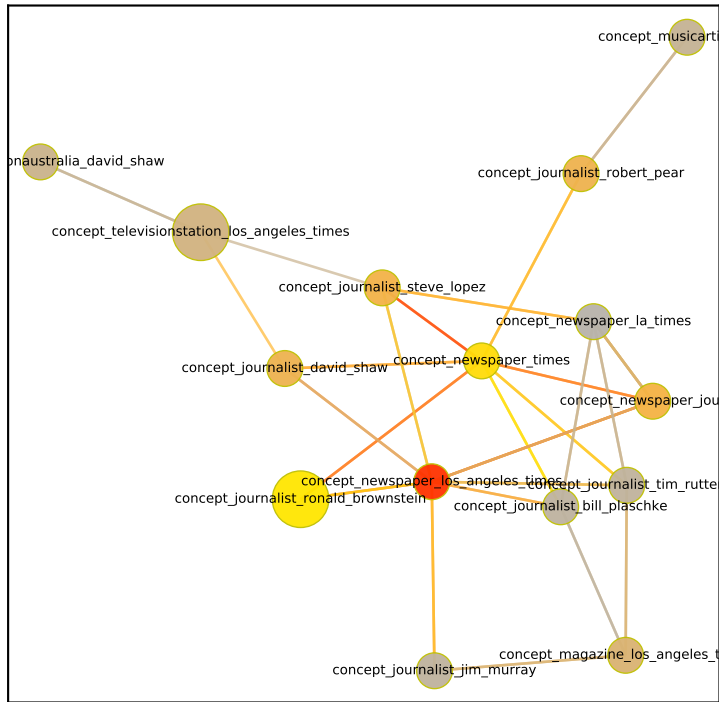 concept_musicarti
onaustralia_david_shaw
concept_journalist_robert_pear
concept_televisionstation_los_angeles_times
concept_journalist_steve_lopez
concept_newspaper_la_times
concept_newspaper_times
concept_journalist_david_shaw
concept_newspaper_jou
concept_newspaper_los_angeles_times
concept_journalist_tim_rutte
concept_journalist_ronald_brownstein
concept_journalist_bill_plaschke
concept_magazine_los_angeles_t
concept_journalist_jim_murray